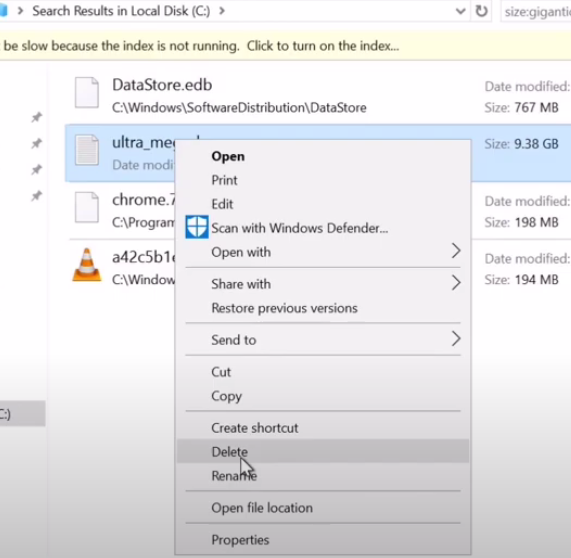 Search Results in Local Disk (C:)
size:giganti
be slow because the index is not running. Click to turn on the index...
DataStore.edb
Date modified:
C:\Windows\SoftwareDistribution\DataStore
Size: 767 MB
ultra_me
Size: 9.38 GB
Date modi
chrome.7
Date modified:
C:\Program
Size: 198 MB
a42c5b1
Date modified:
C:\Window
Size: 194 MB
C:)
Open
Print
Edit
Scan with Windows Defender...
Open with
Share with
Restore previous versions
Send to
Cut
Copy
Create shortcut
Delete
Rename
Open file location
Properties